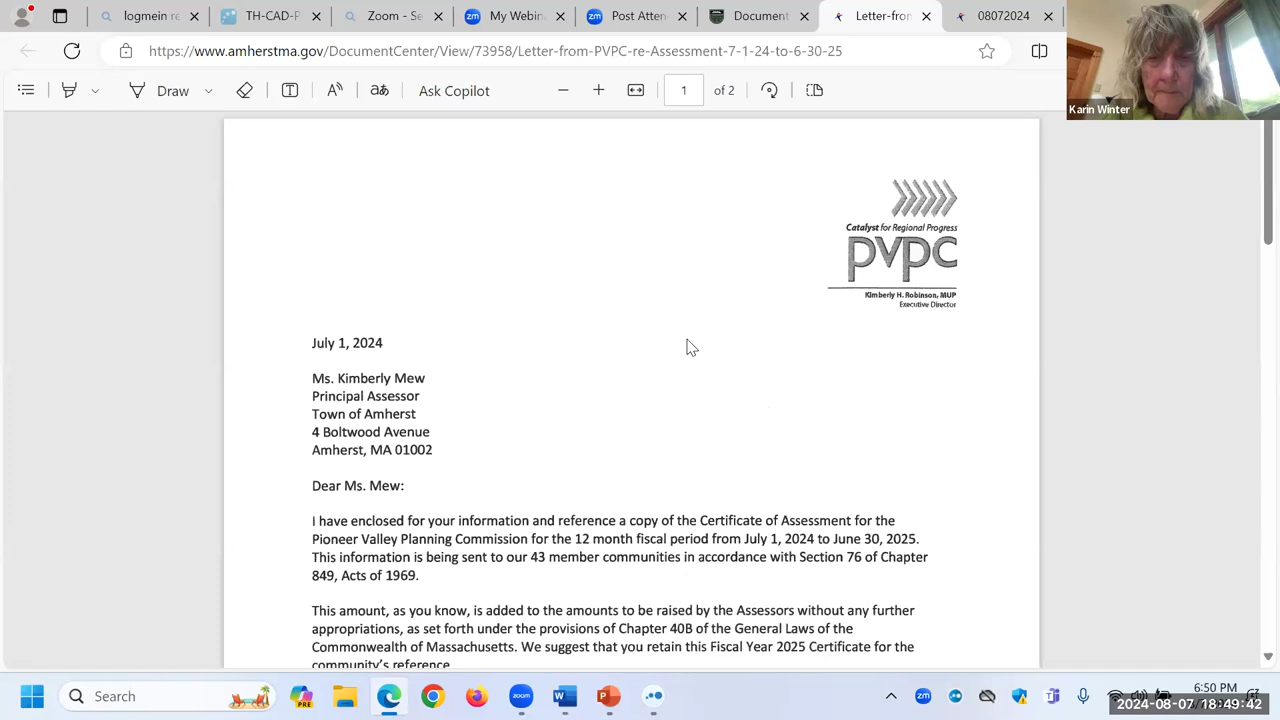 logincen in
TH-CAD-P
My Webin
Post Atte
Documen
Letter-fro
08072024
https://www.amherstma.gov/DocumentCenter/View/73958/Letter-from-PVPC-re-Assessment-7-1-24-to-6-30-25
Draw
Ask Copilot
1
of 2
Karin Winter
Catalyst for Regional Progress
pvpc
Kimberly H. Robinson, MUP
Executive Director
July 1, 2024
Ms. Kimberly Mew
Principal Assessor
Town of Amherst
4 Boltwood Avenue
Amherst, MA 01002
Dear Ms. Mew:
I have enclosed for your information and reference a copy of the Certificate of Assessment for the
Pioneer Valley Planning Commission for the 12 month fiscal period from July 1, 2024 to June 30, 2025.
This information is being sent to our 43 member communities in accordance with Section 76 of Chapter
849, Acts of 1969.
This amount, as you know, is added to the amounts to be raised by the Assessors without any further
appropriations, as set forth under the provisions of Chapter 40B of the General Laws of the
Commonwealth of Massachusetts. We suggest that you retain this Fiscal Year 2025 Certificate for the
community's reference.
Search
6:50 PM
2024-08-07 18:49:42